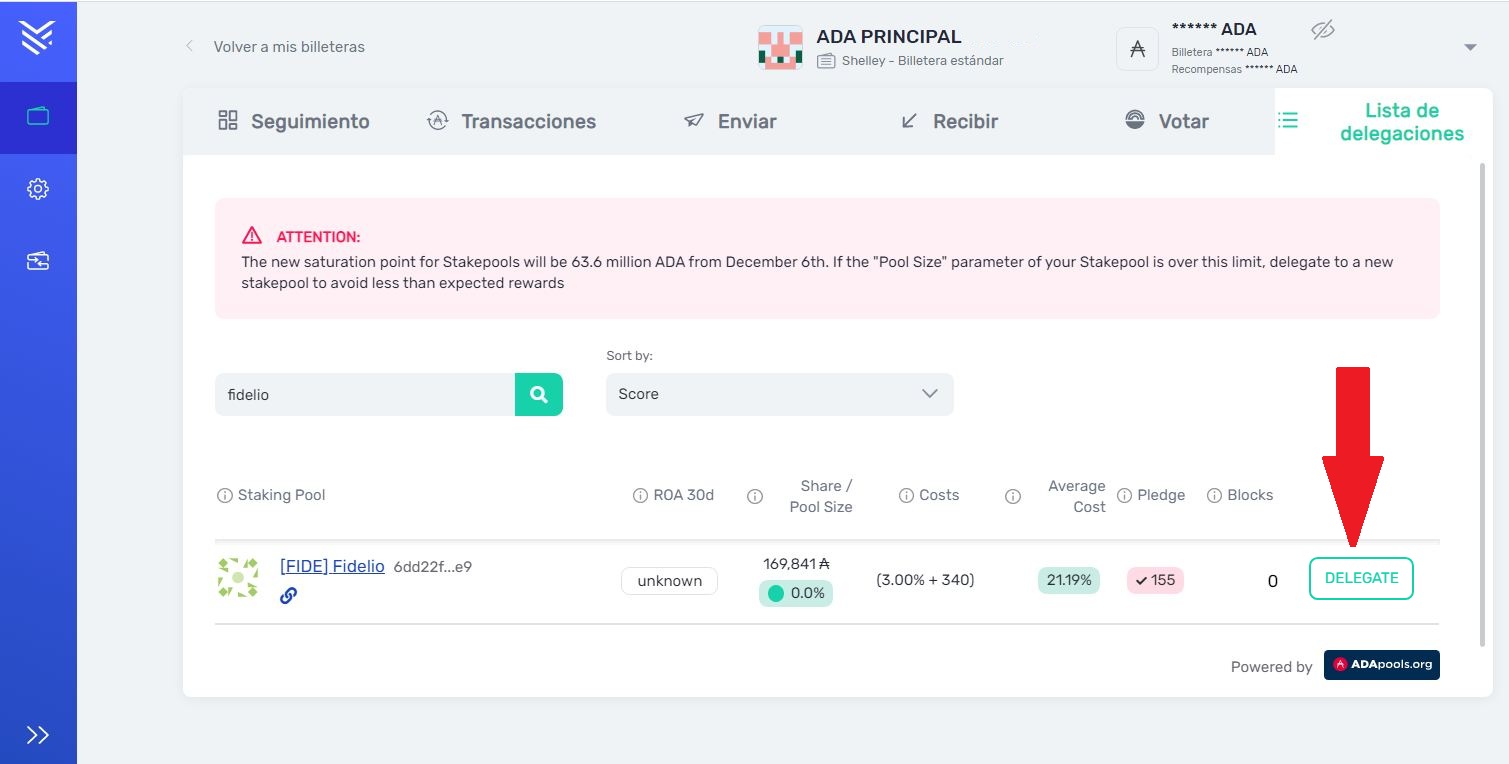 Volver a mis billeteras
ADA PRINCIPAL
Shelley - Billetera estándar
****** ADA
Billetera ****** ADA
Recompensas ****** ADA
Seguimiento
Transacciones
Enviar
Recibir
Votar
Lista de
delegaciones
ATTENTION:
The new saturation point for Stakepools will be 63.6 million ADA from December 6th. If the "Pool Size" parameter of your Stakepool is over this limit, delegate to a new
stakepool to avoid less than expected rewards
Sort by:
fidelio
Score
Staking Pool
ROA 30d
Share /
Pool Size
Costs
Average
Cost
Pledge
Blocks
[FIDE] Fidelio 6dd22f...e9
unknown
169,841 ₳
0.0%
(3.00% + 340)
21.19%
155
0
DELEGATE
Powered by
ADApools.org